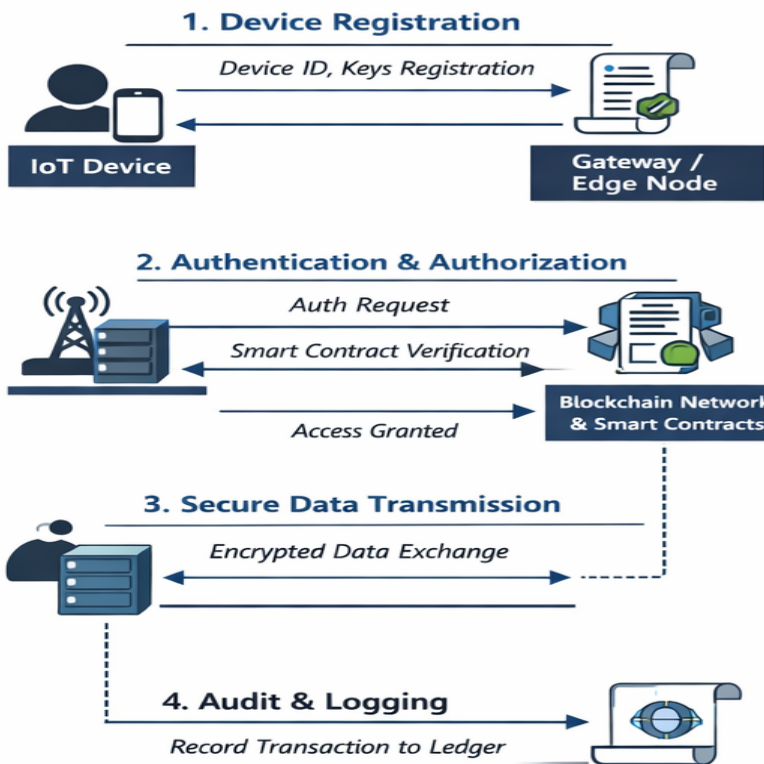 1. Device Registration
Device ID, Keys Registration
IoT Device
Gateway /
Edge Node
2. Authentication & Authorization
Auth Request
Smart Contract Verification
Blockchain Network
& Smart Contracts
Access Granted
3. Secure Data Transmission
Encrypted Data Exchange
4. Audit & Logging
Record Transaction to Ledger